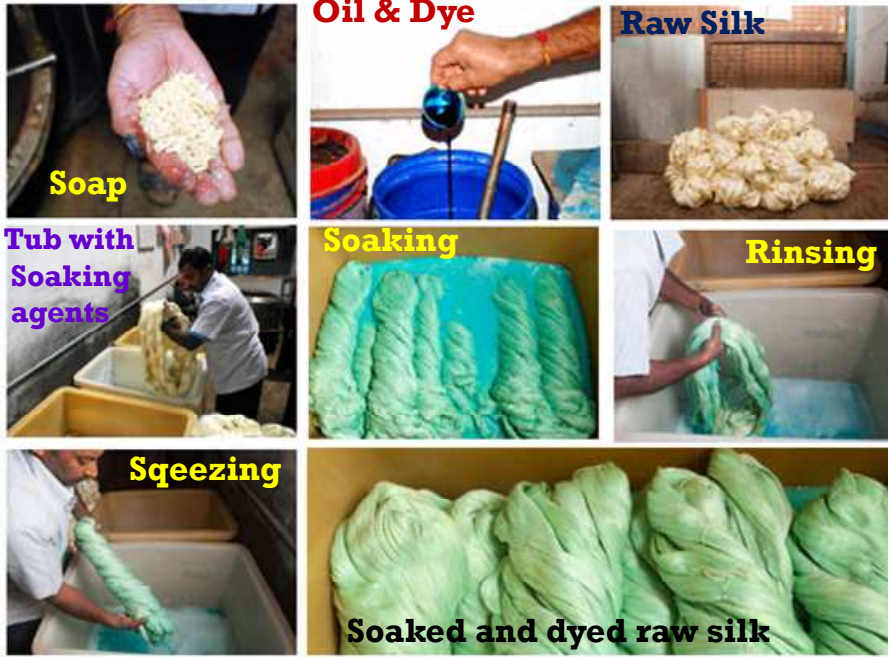 Oil & Dye
Raw Silk
Soap
Tub with
Soaking
agents
Soaking
Rinsing
Sqeezing
Soaked and dyed raw silk